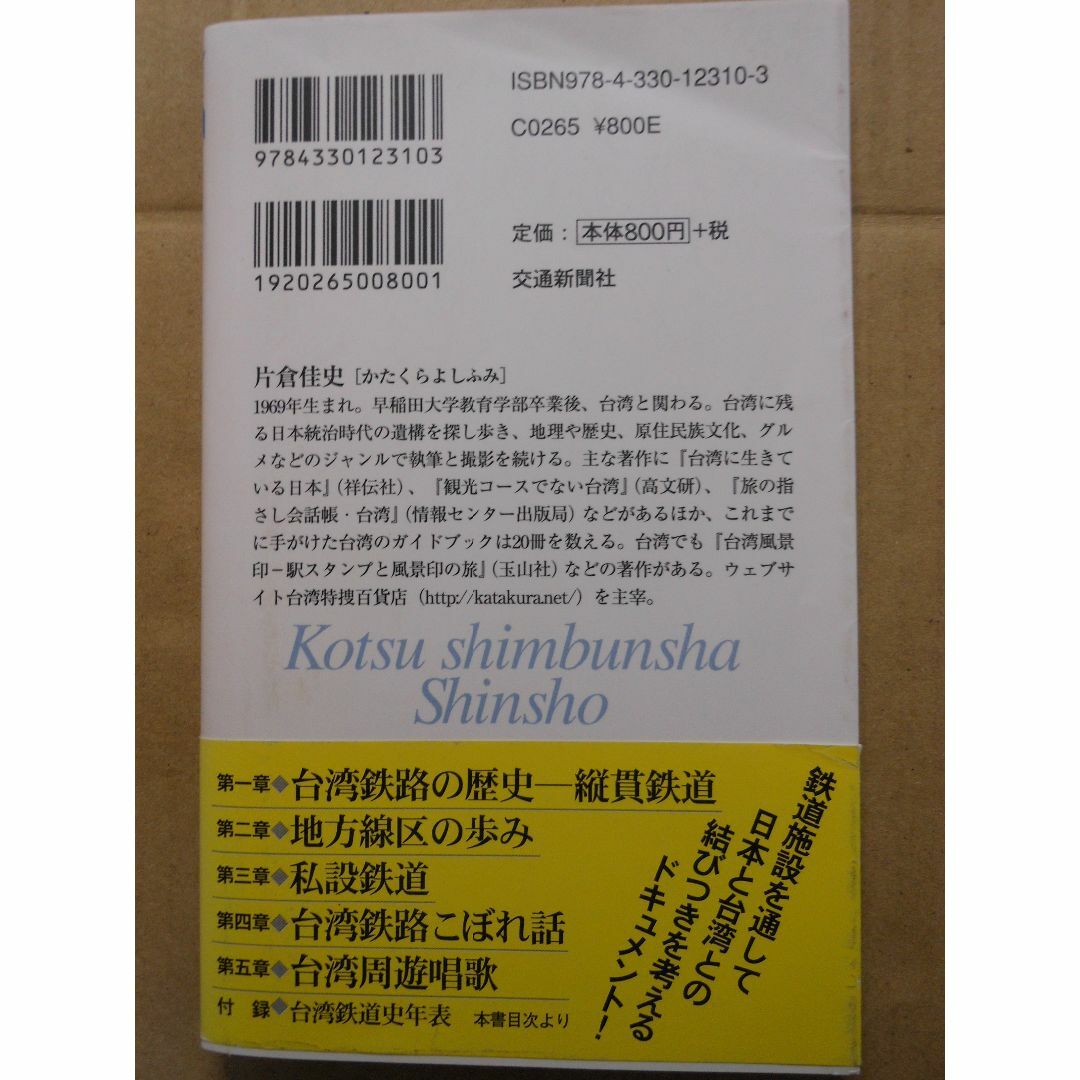 ISBN978-4-330-12310-3
C0265 ¥800E
9784330123103
1920265008001
定価：本体800円+税
交通新聞社
片倉佳史［かたくらよしふみ］
1969年生まれ。早稲田大学教育学部卒業後、台湾と関わる。台湾に残
る日本統治時代の遺構を探し歩き、地理や歴史、原住民族文化、グル
メなどのジャンルで執筆と撮影を続ける。主な著作に『台湾に生きて
いる日本』（祥伝社）、『観光コースでない台湾』（高文研）、『旅の指
さし会話帳・台湾』（情報センター出版局）などがあるほか、これまで
に手がけた台湾のガイドブックは20冊を数える。台湾でも『台湾風景
印－駅スタンプと風景印の旅』（玉山社）などの著作がある。ウェブサ
イト台湾特捜百貨店（http://katakura.net/）を主宰。
Kotsu shimbunsha
Shinsho
第一章◆台湾鉄路の歴史―縦貫鉄道
第二章◆地方線区の歩み
第三章◆私設鉄道
第四章◆台湾鉄路こぼれ話
第五章◆台湾周遊唱歌
付 録◆台湾鉄道史年表 本書目次より
鉄道施設を通して
日本と台湾との
結びつきを考える
ドキュメント！